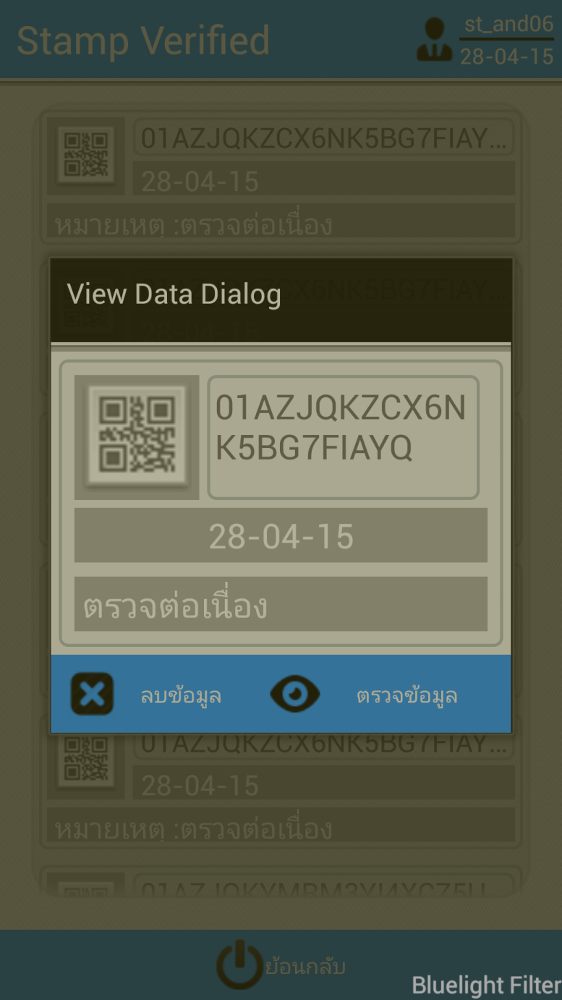 Stamp Verified
st_and06
28-04-15
01AZJQKZCX6NK5BG7FIAY...
28-04-15
หมายเหตุ :ตรวจต่อเนื่อง
View Data Dialog
01AZJQKZCX6N
K5BG7FIAYQ
28-04-15
ตรวจต่อเนื่อง
ลบข้อมูล
ตรวจข้อมูล
01AZJQKZCX6NK5BG7FIAY...
28-04-15
หมายเหตุ :ตรวจต่อเนื่อง
ย้อนกลับ
Bluelight Filter